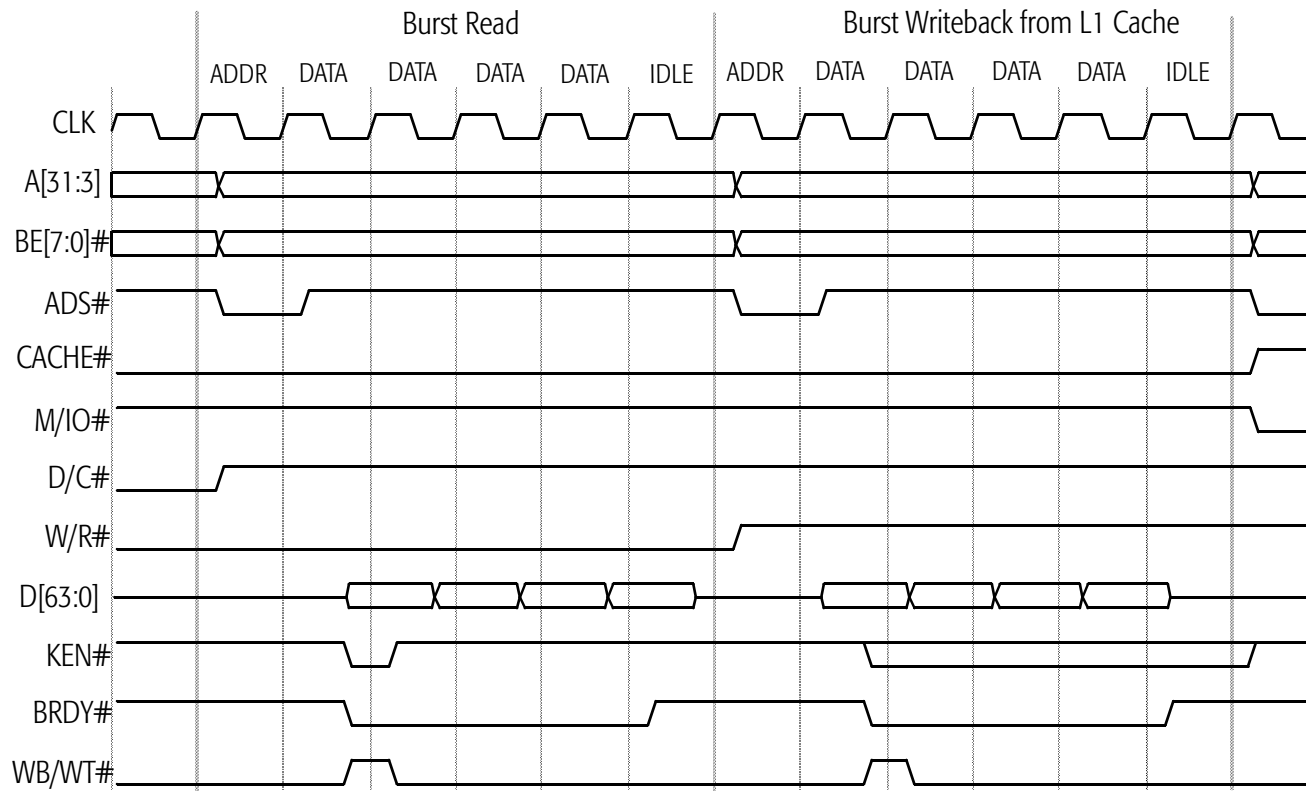 Burst Read Burst Writeback from L1 Cache
ADDR DATA DATA DATA DATA IDLE ADDR DATA DATA DATA DATA IDLE
CLK
A[31:3]
BE[7:0]#
ADS#
CACHE#
M/IO#
D/C#
W/R#
D[63:0]
KEN#
BRDY#
WB/WT#